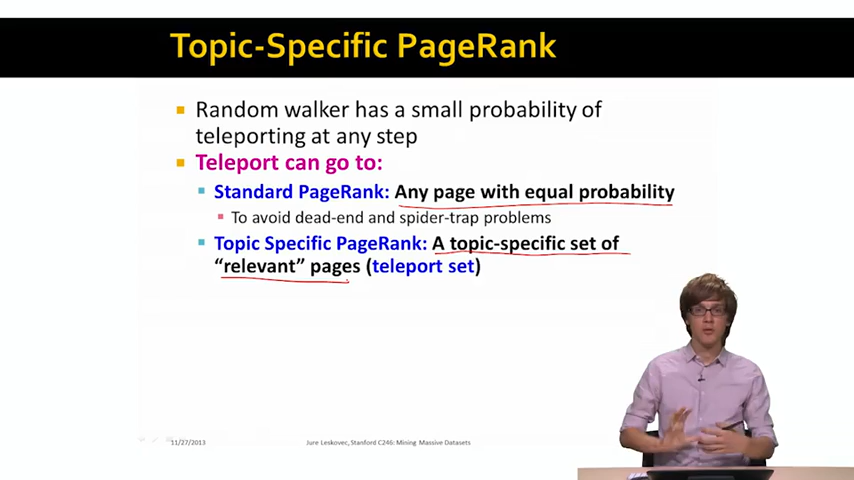 Topic-Specific PageRank
Random walker has a small probability of
teleporting at any step
Teleport can go to:
Standard PageRank: Any page with equal probability
To avoid dead-end and spider-trap problems
Topic Specific PageRank: A topic-specific set of
“relevant” pages (teleport set)
11/27/2013
Jure Leskovec, Stanford C246: Mining Massive Datasets